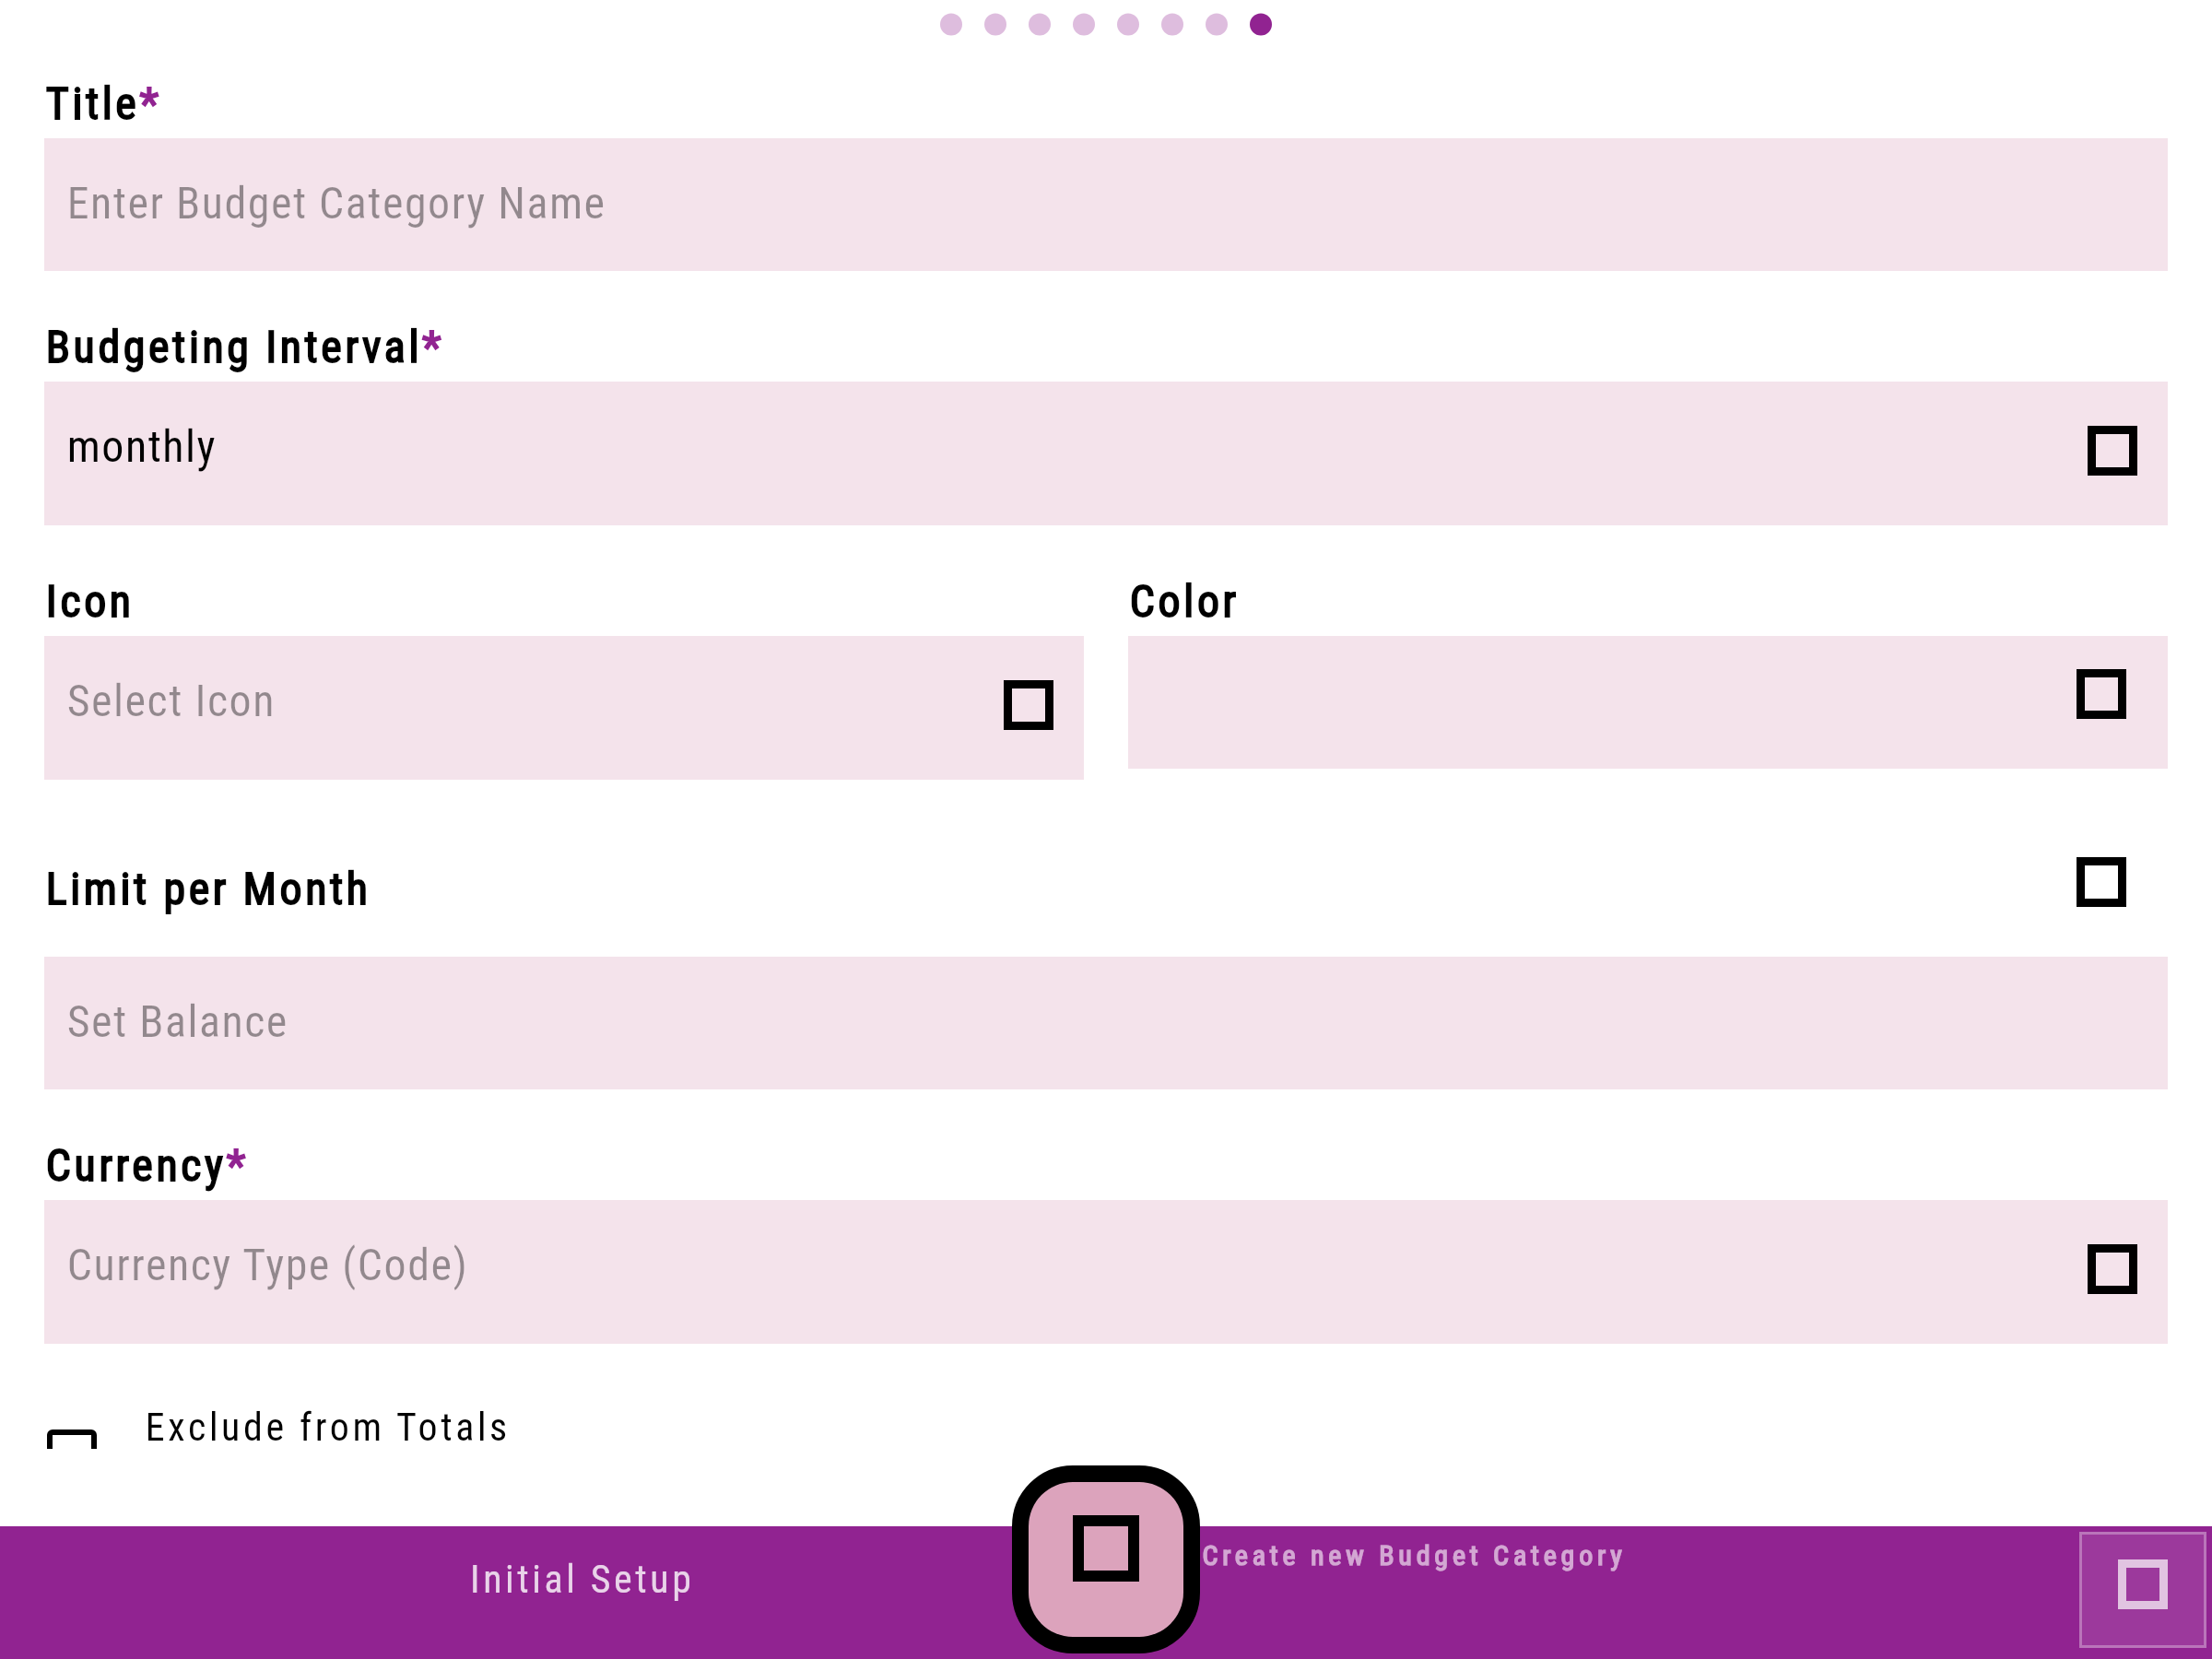 Title*
Enter Budget Category Name
Budgeting Interval*
monthly
Icon
Color
Select Icon
Limit per Month
Set Balance
Currency*
Currency Type (Code)
Exclude from Totals
Initial Setup
Create new Budget Category